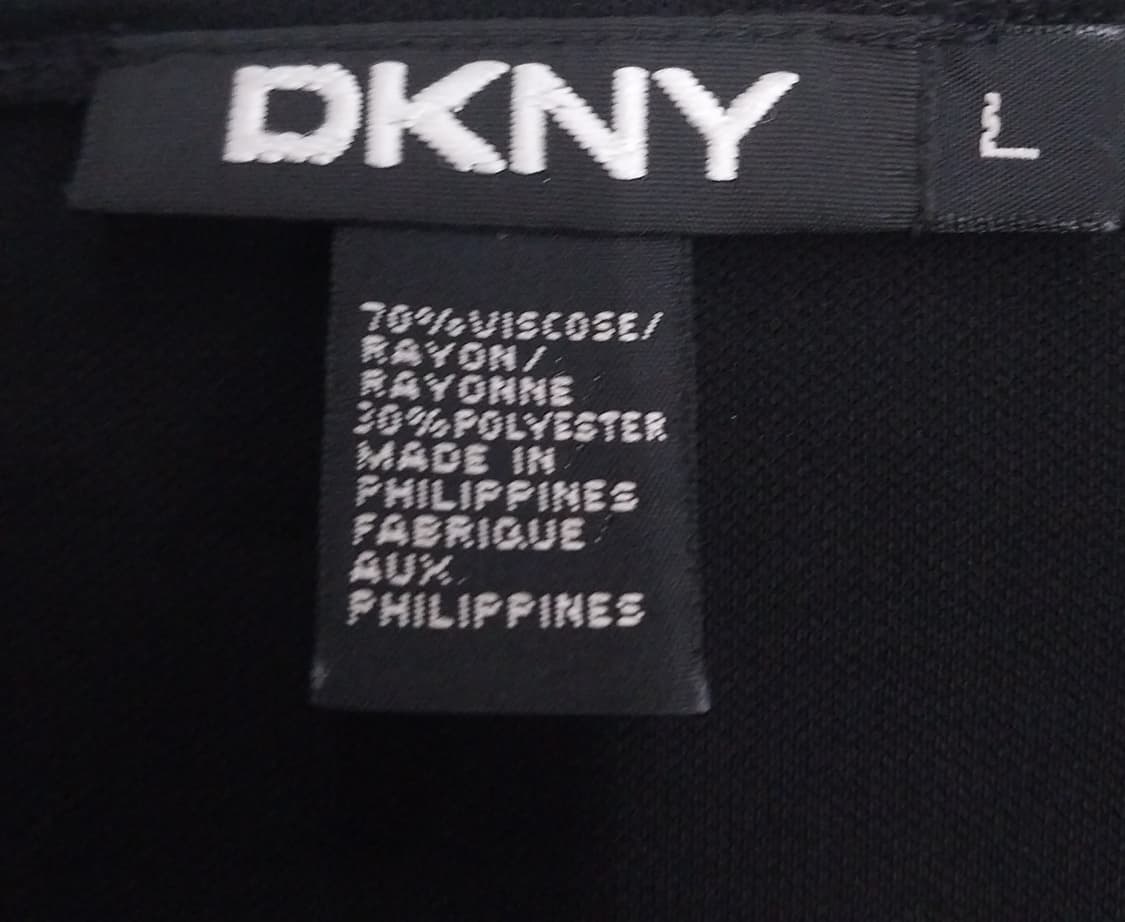 DKNY
L
70%VISCOSE/
RAYON/
RAYONNE
30%POLYESTER
MADE IN
PHILIPPINES
FABRIQUE
AUX
PHILIPPINES